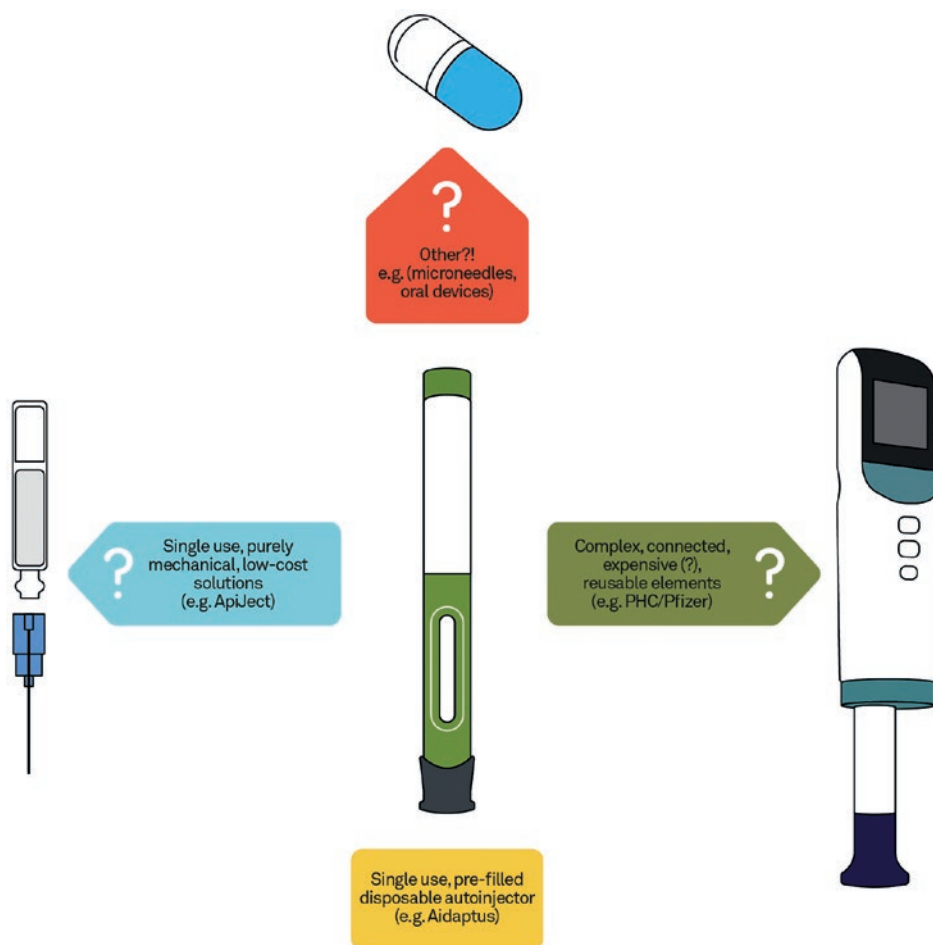 ?
Other?!
e.g. (microneedles,
oral devices)
?
Single use, purely
mechanical, low-cost
solutions
(e.g. ApiJect)
Complex, connected,
expensive (?),
reusable elements
(e.g. PHC/Pfizer)
?
Single use, pre-filled
disposable autoinjector
(e.g. Aidaptus)